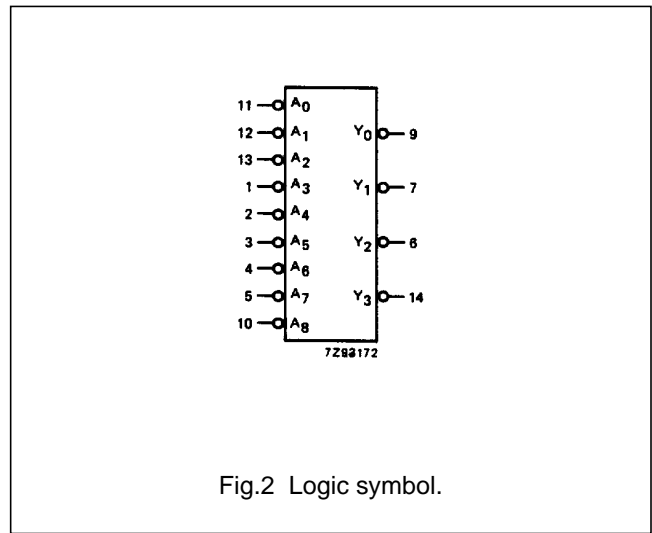 11 A0
12 A1
Y0 9
13 A2
1 A3
Y1 7
2 A4
3 A5
Y2 6
4 A6
5 A7
Y3 14
10 A8
7Z93172
Fig.2 Logic symbol.